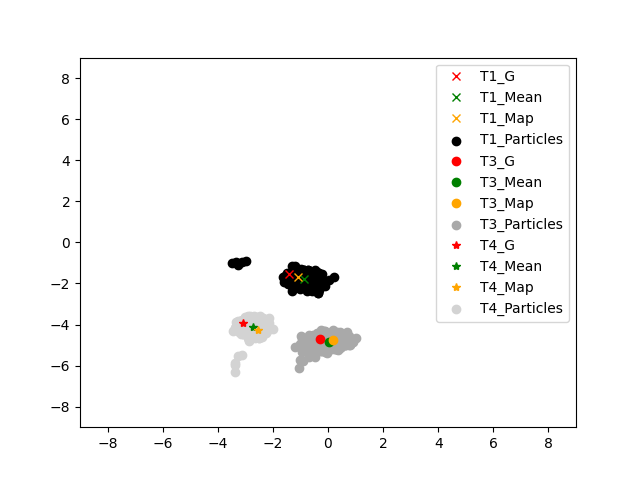 8
6
4
2
0
−2
−4
−6
−8
−8 −6 −4 −2 0 2 4 6 8
T1_G
T1_Mean
T1_Map
T1_Particles
T3_G
T3_Mean
T3_Map
T3_Particles
T4_G
T4_Mean
T4_Map
T4_Particles